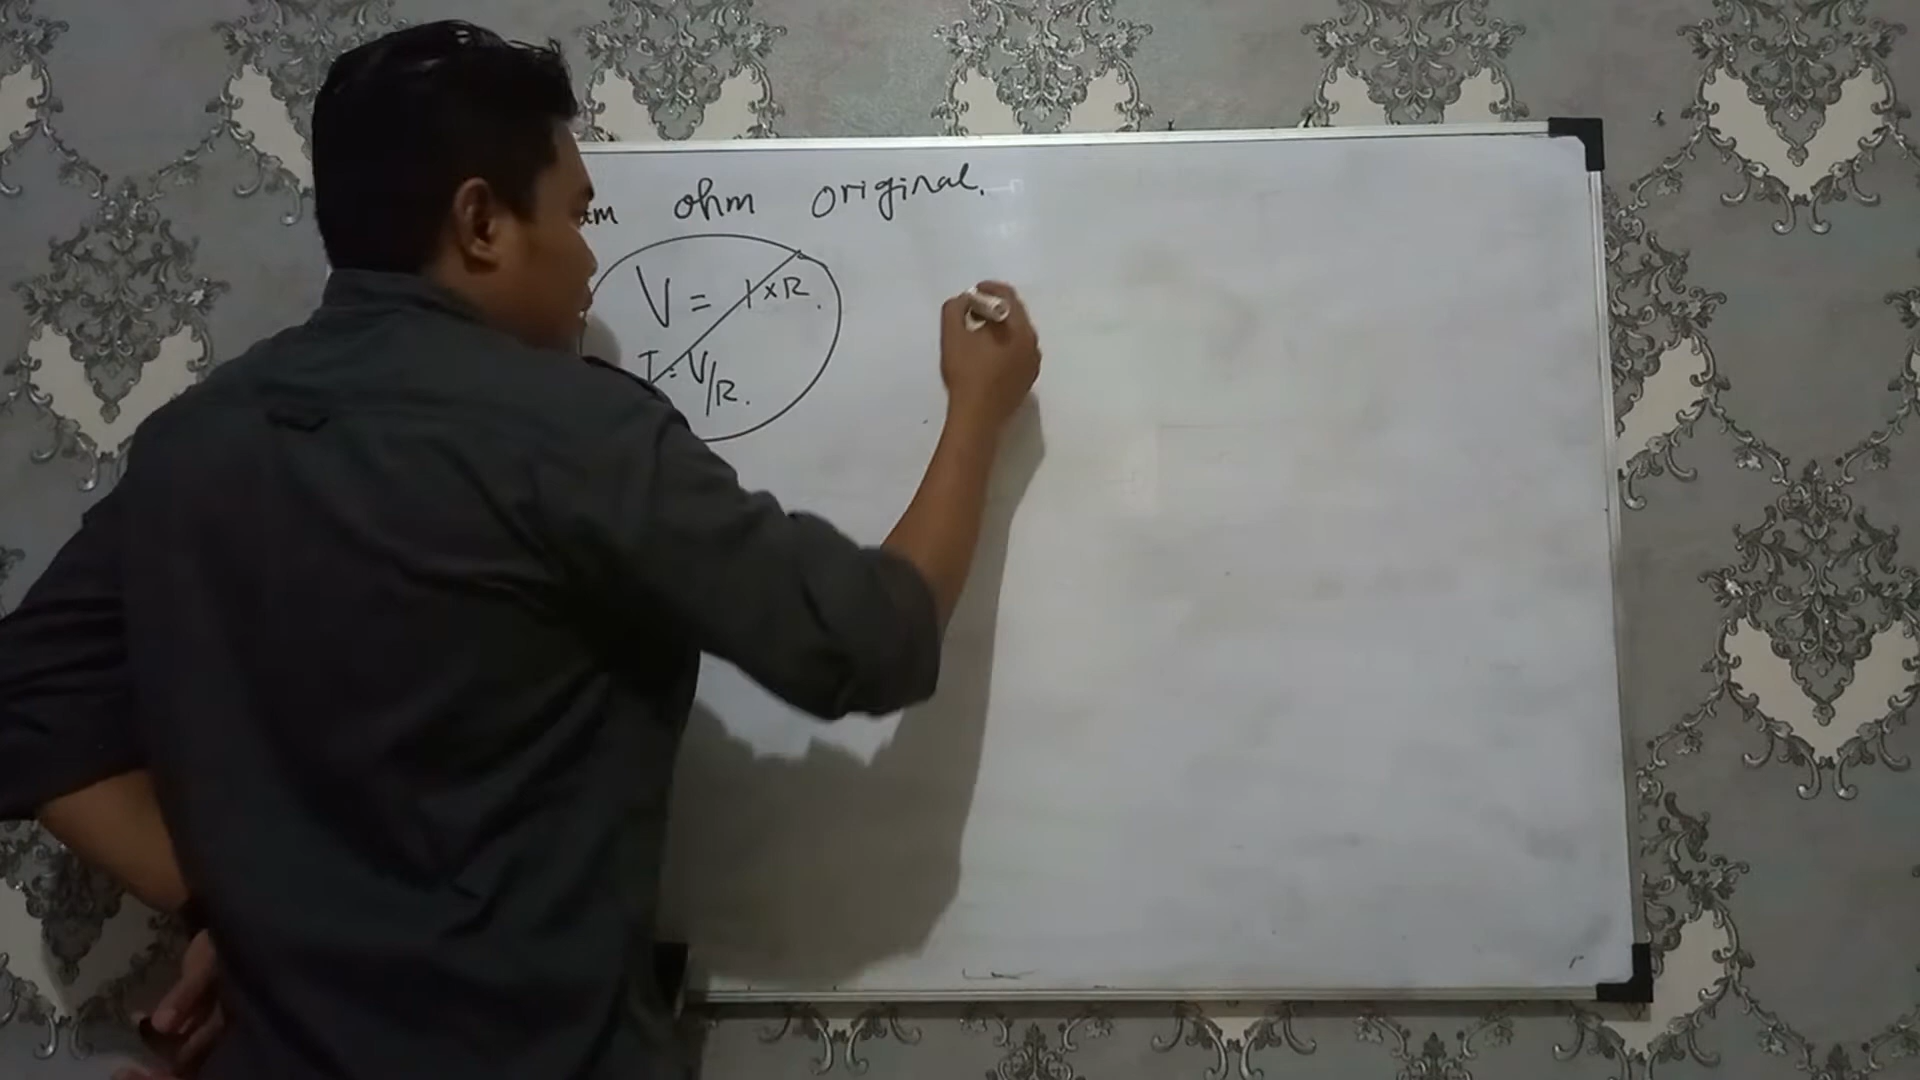 ohm original.
V = I × R.
I = V/R.